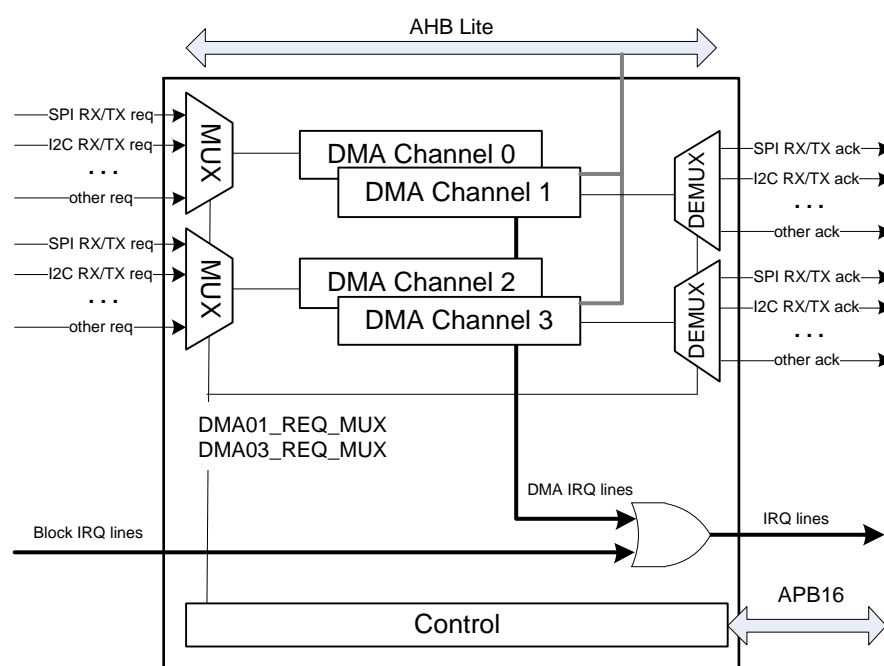 AHB Lite
SPI RX/TX req
I2C RX/TX req
. . .
other req
MUX
DMA Channel 0
DMA Channel 1
DEMUX
SPI RX/TX ack
I2C RX/TX ack
. . .
other ack
SPI RX/TX req
I2C RX/TX req
. . .
other req
MUX
DMA Channel 2
DMA Channel 3
DEMUX
SPI RX/TX ack
I2C RX/TX ack
. . .
other ack
DMA01_REQ_MUX
DMA03_REQ_MUX
DMA IRQ lines
Block IRQ lines
IRQ lines
APB16
Control